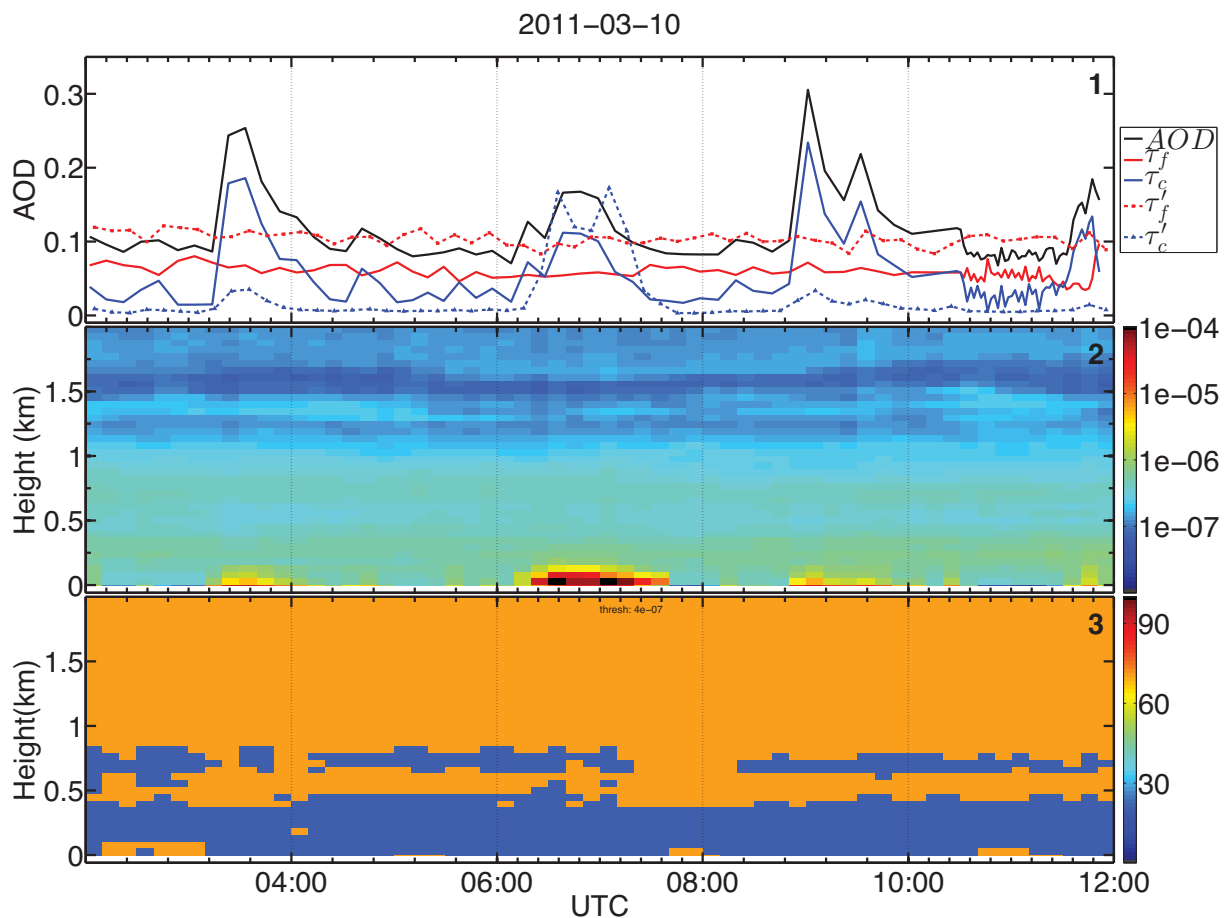 2011−03−10
1
AOD
0.3
0.2
0.1
0
AOD
τf
τc
τ′f
τ′c
2
Height (km)
1.5
1
0.5
0
1e−04
1e−05
1e−06
1e−07
thresh: 4e−07
3
Height(km)
1.5
1
0.5
0
90
60
30
04:00 06:00 08:00 10:00 12:00
UTC